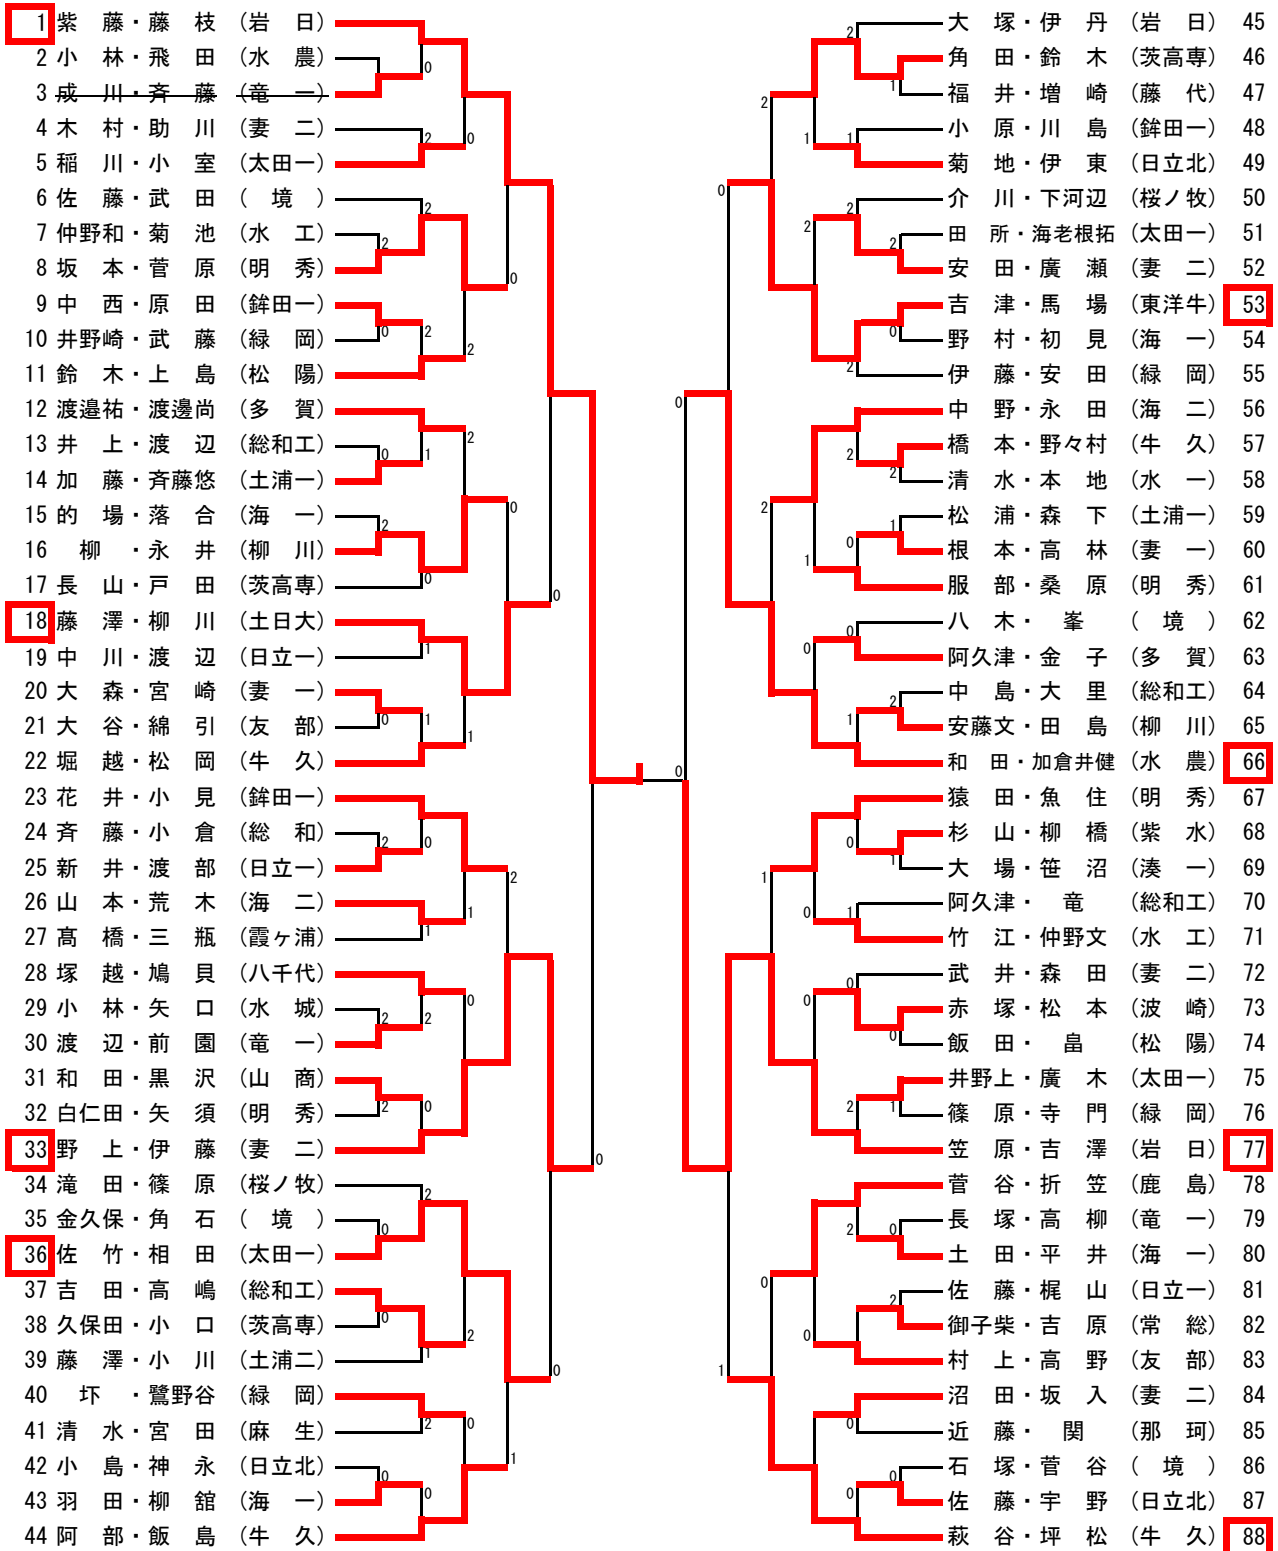 1 紫 藤・藤 枝 (岩 日)
2 小 林・飛 田 (水 農)
3 成 川・斉 藤 (竜 一)
4 木 村・助 川 (妻 二)
5 稲 川・小 室 (太田一)
6 佐 藤・武 田 ( 境 )
7 仲野和・菊 池 (水 工)
8 坂 本・菅 原 (明 秀)
9 中 西・原 田 (鉾田一)
10 井野崎・武 藤 (緑 岡)
11 鈴 木・上 島 (松 陽)
12 渡邉祐・渡邊尚 (多 賀)
13 井 上・渡 辺 (総和工)
14 加 藤・斉藤悠 (土浦一)
15 的 場・落 合 (海 一)
16 柳 ・永 井 (柳 川)
17 長 山・戸 田 (茨高専)
18 藤 澤・柳 川 (土日大)
19 中 川・渡 辺 (日立一)
20 大 森・宮 崎 (妻 一)
21 大 谷・綿 引 (友 部)
22 堀 越・松 岡 (牛 久)
23 花 井・小 見 (鉾田一)
24 斉 藤・小 倉 (総 和)
25 新 井・渡 部 (日立一)
26 山 本・荒 木 (海 二)
27 髙 橋・三 瓶 (霞ヶ浦)
28 塚 越・鳩 貝 (八千代)
29 小 林・矢 口 (水 城)
30 渡 辺・前 園 (竜 一)
31 和 田・黒 沢 (山 商)
32 白仁田・矢 須 (明 秀)
33 野 上・伊 藤 (妻 二)
34 滝 田・篠 原 (桜ノ牧)
35 金久保・角 石 ( 境 )
36 佐 竹・相 田 (太田一)
37 吉 田・高 嶋 (総和工)
38 久保田・小 口 (茨高専)
39 藤 澤・小 川 (土浦二)
40 圷 ・鷺野谷 (緑 岡)
41 清 水・宮 田 (麻 生)
42 小 島・神 永 (日立北)
43 羽 田・柳 舘 (海 一)
44 阿 部・飯 島 (牛 久)
大 塚・伊 丹 (岩 日) 45
角 田・鈴 木 (茨高専) 46
福 井・増 崎 (藤 代) 47
小 原・川 島 (鉾田一) 48
菊 地・伊 東 (日立北) 49
介 川・下河辺 (桜ノ牧) 50
田 所・海老根拓 (太田一) 51
安 田・廣 瀬 (妻 二) 52
吉 津・馬 場 (東洋牛) 53
野 村・初 見 (海 一) 54
伊 藤・安 田 (緑 岡) 55
中 野・永 田 (海 二) 56
橋 本・野々村 (牛 久) 57
清 水・本 地 (水 一) 58
松 浦・森 下 (土浦一) 59
根 本・高 林 (妻 一) 60
服 部・桑 原 (明 秀) 61
八 木・ 峯 ( 境 ) 62
阿久津・金 子 (多 賀) 63
中 島・大 里 (総和工) 64
安藤文・田 島 (柳 川) 65
和 田・加倉井健 (水 農) 66
猿 田・魚 住 (明 秀) 67
杉 山・柳 橋 (紫 水) 68
大 場・笹 沼 (湊 一) 69
阿久津・ 竜 (総和工) 70
竹 江・仲野文 (水 工) 71
武 井・森 田 (妻 二) 72
赤 塚・松 本 (波 崎) 73
飯 田・ 畠 (松 陽) 74
井野上・廣 木 (太田一) 75
篠 原・寺 門 (緑 岡) 76
笠 原・吉 澤 (岩 日) 77
菅 谷・折 笠 (鹿 島) 78
長 塚・高 柳 (竜 一) 79
土 田・平 井 (海 一) 80
佐 藤・梶 山 (日立一) 81
御子柴・吉 原 (常 総) 82
村 上・高 野 (友 部) 83
沼 田・坂 入 (妻 二) 84
近 藤・ 関 (那 珂) 85
石 塚・菅 谷 ( 境 ) 86
佐 藤・宇 野 (日立北) 87
萩 谷・坪 松 (牛 久) 88